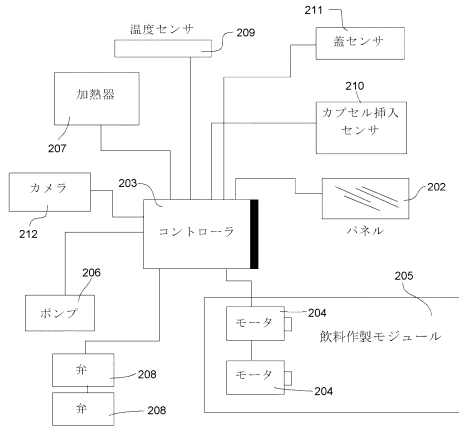 温度センサ
209
211
蓋センサ
加熱器
207
210
カプセル挿入
センサ
カメラ
212
203
コントローラ
202
パネル
206
ポンプ
204
モータ
205
飲料作製モジュール
モータ
204
弁
208
弁
208